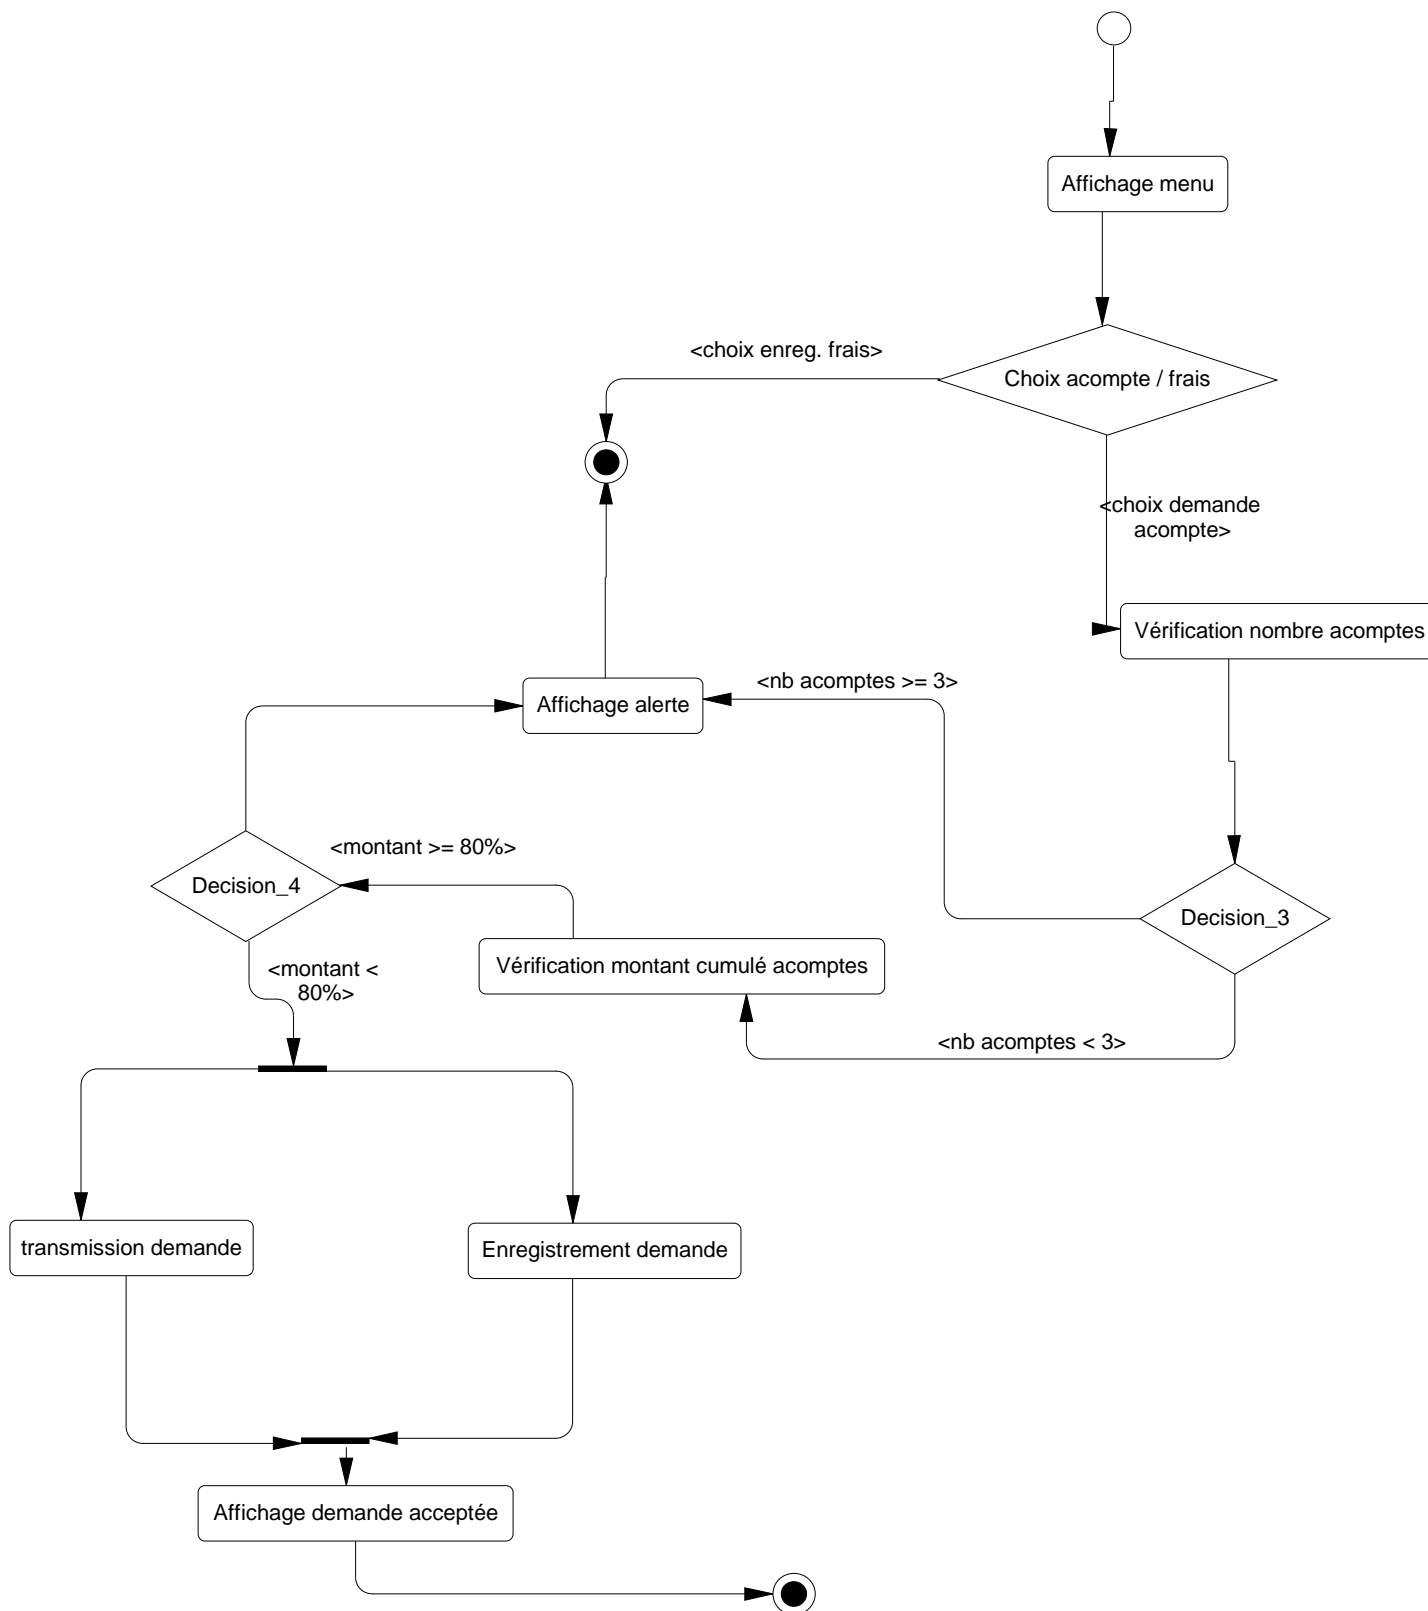 Affichage menu
<choix enreg. frais>
Choix acompte / frais
<choix demande
acompte>
Vérification nombre acomptes
<nb acomptes >= 3>
Affichage alerte
<montant >= 80%>
Decision_4
Decision_3
Vérification montant cumulé acomptes
<montant <
80%>
<nb acomptes < 3>
transmission demande
Enregistrement demande
Affichage demande acceptée